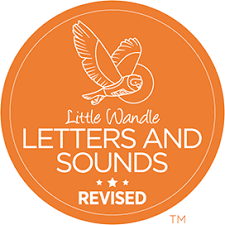 Little Wandle
LETTERS AND
SOUNDS
REVISED
TM